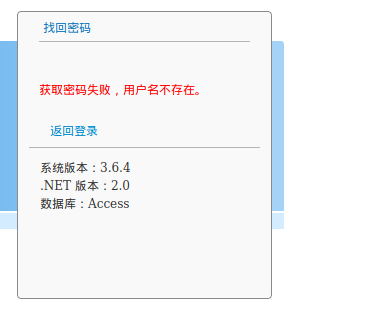 找回密码
获取密码失败，用户名不存在。
返回登录
系统版本：3.6.4
.NET 版本：2.0
数据库：Access